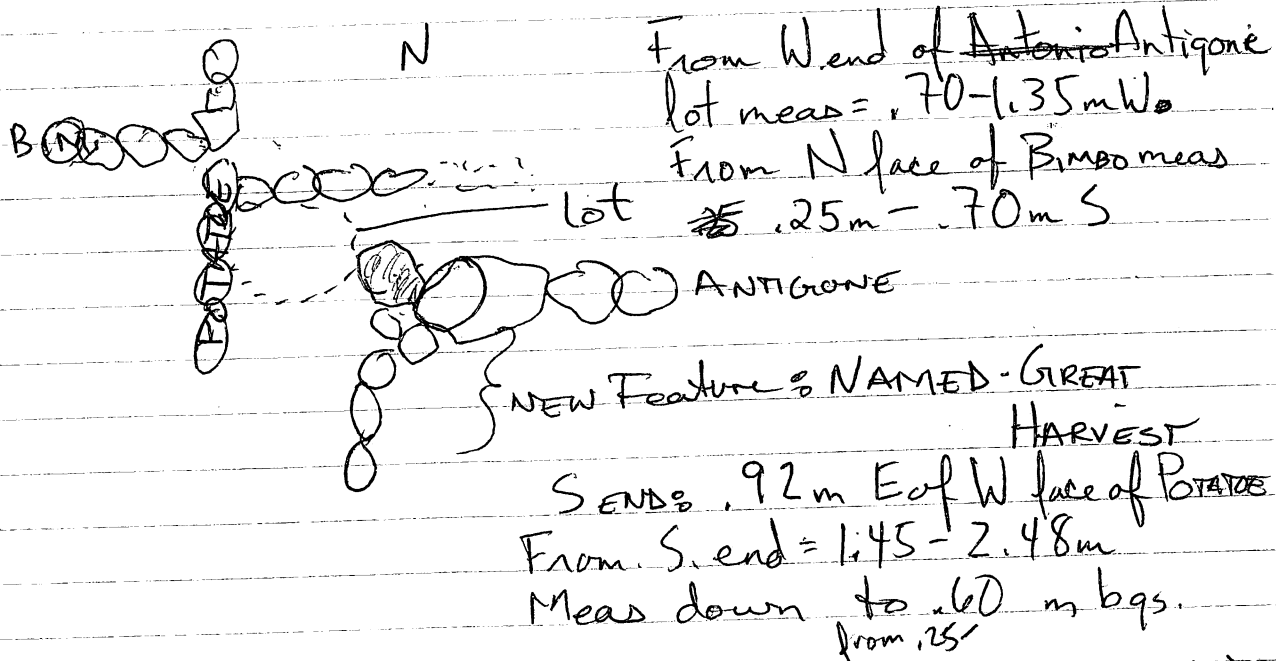 N
From W. end of Antonio Antigone
lot meas = .70-1.35m W.
From N face of BIMBO meas
.25m - .70m S
B
Lot
POTATOE
ANTIGONE
NEW Feature: NAMED - GREAT
HARVEST
S END: .92m E of W face of POTATOE
From S. end = 1.45 - 2.48m
Meas down to .60 m bgs.
from .25